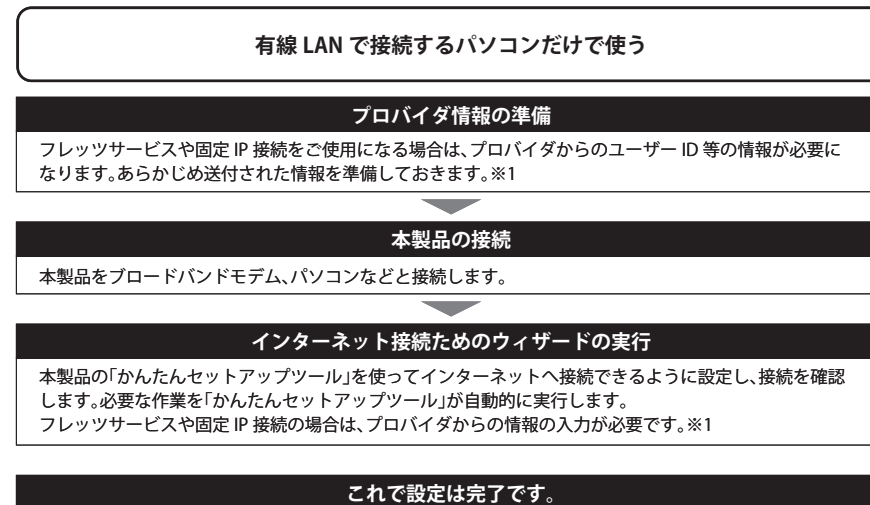 有線 LAN で接続するパソコンだけで使う
プロバイダ情報の準備
フレッツサービスや固定 IP 接続をご使用になる場合は、プロバイダからのユーザー ID 等の情報が必要に
なります。あらかじめ送付された情報を準備しておきます。※1
本製品の接続
本製品をブロードバンドモデム、パソコンなどと接続します。
インターネット接続ためのウィザードの実行
本製品の「かんたんセットアップツール」を使ってインターネットへ接続できるように設定し、接続を確認
します。必要な作業を「かんたんセットアップツール」が自動的に実行します。
フレッツサービスや固定 IP 接続の場合は、プロバイダからの情報の入力が必要です。※1
これで設定は完了です。